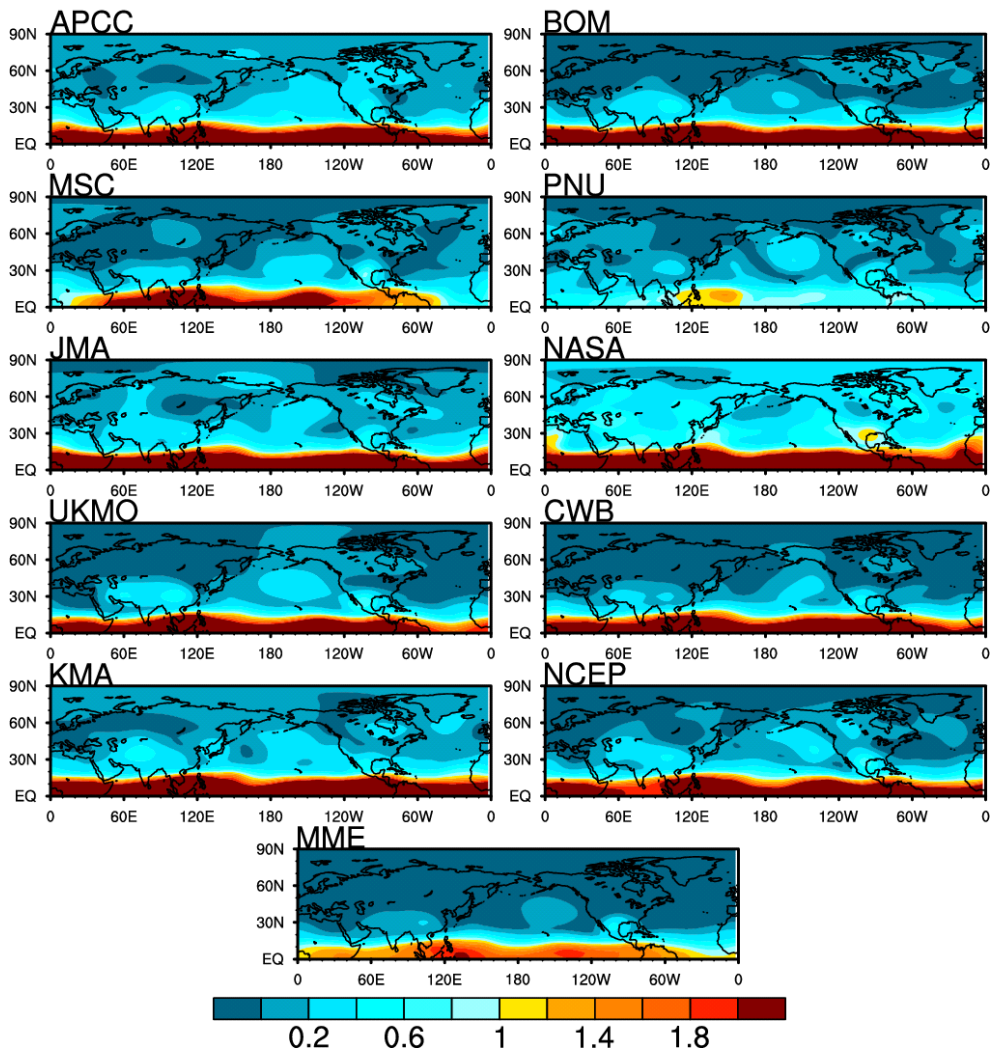 APCC BOM
90N 90N
60N 60N
30N 30N
EQ EQ
0 60E 120E 180 120W 60W 0 0 60E 120E 180 120W 60W 0
MSC PNU
90N 90N
60N 60N
30N 30N
EQ EQ
0 60E 120E 180 120W 60W 0 0 60E 120E 180 120W 60W 0
JMA NASA
90N 90N
60N 60N
30N 30N
EQ EQ
0 60E 120E 180 120W 60W 0 0 60E 120E 180 120W 60W 0
UKMO CWB
90N 90N
60N 60N
30N 30N
EQ EQ
0 60E 120E 180 120W 60W 0 0 60E 120E 180 120W 60W 0
KMA NCEP
90N 90N
60N 60N
30N 30N
EQ EQ
0 60E 120E 180 120W 60W 0 0 60E 120E 180 120W 60W 0
MME
90N
60N
30N
EQ
0 60E 120E 180 120W 60W 0
0.2 0.6 1 1.4 1.8